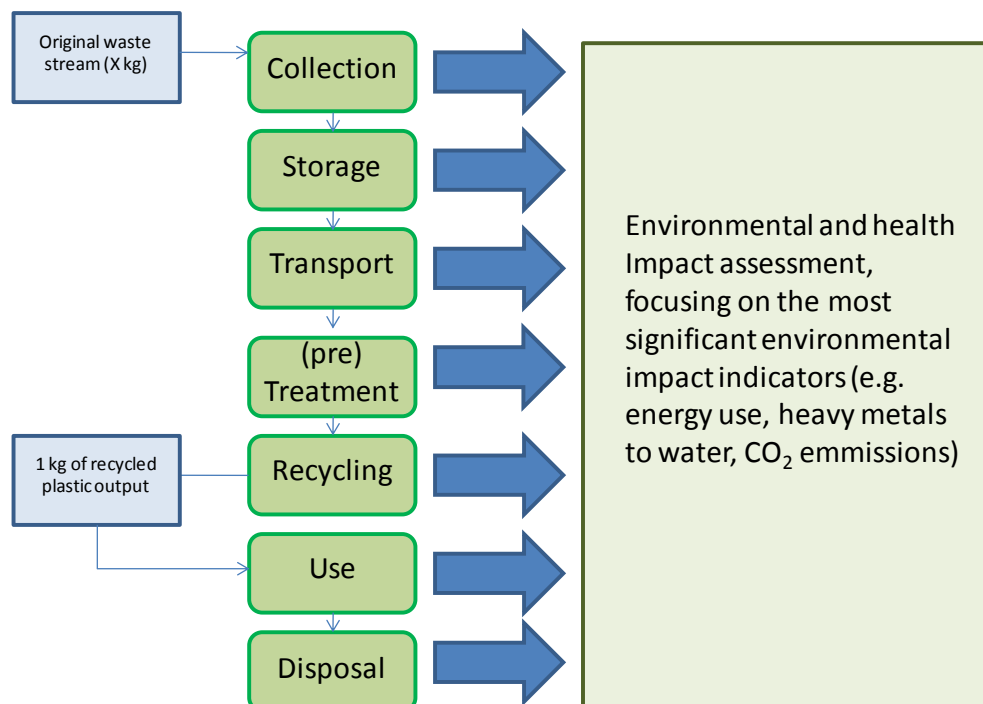 Original waste
stream (X kg)
Collection
Storage
Transport
(pre)
Treatment
1 kg of recycled
plastic output
Recycling
Use
Disposal
Environmental and health
Impact assessment,
focusing on the most
significant environmental
impact indicators (e.g.
energy use, heavy metals
to water, CO₂ emmissions)